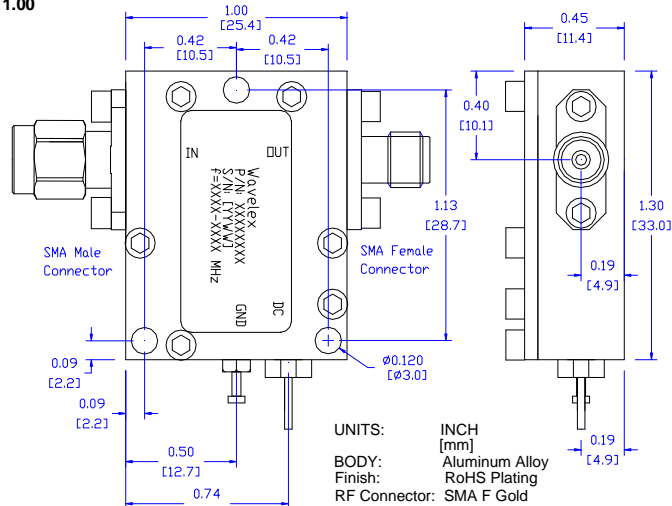 1.00
1.00
[25.4]
0.42
[10.5]
0.42
[10.5]
0.45
[11.4]
0.40
[10.1]
IN
OUT
Wavelex
P/N: XXXXXXXX
S/N: [YYWW]
f=XXXX-XXXX MHz
GND
DC
1.13
[28.7]
1.30
[33.0]
SMA Male
Connector
SMA Female
Connector
0.19
[4.9]
0.09
[2.2]
0.09
[2.2]
Ø0.120
[Ø3.0]
0.50
[12.7]
0.74
0.19
[4.9]
UNITS: INCH
[mm]
BODY: Aluminum Alloy
Finish: RoHS Plating
RF Connector: SMA F Gold